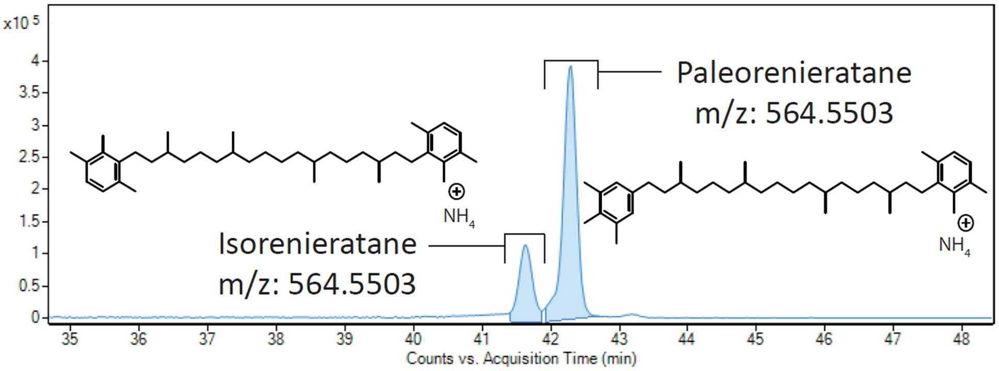 x10 5
4
3.5
3
2.5
2
1.5
1
0.5
0
Paleorenieratane
m/z: 564.5503
⊕
NH4
Isorenieratane
m/z: 564.5503
⊕
NH4
35 36 37 38 39 40 41 42 43 44 45 46 47 48
Counts vs. Acquisition Time (min)